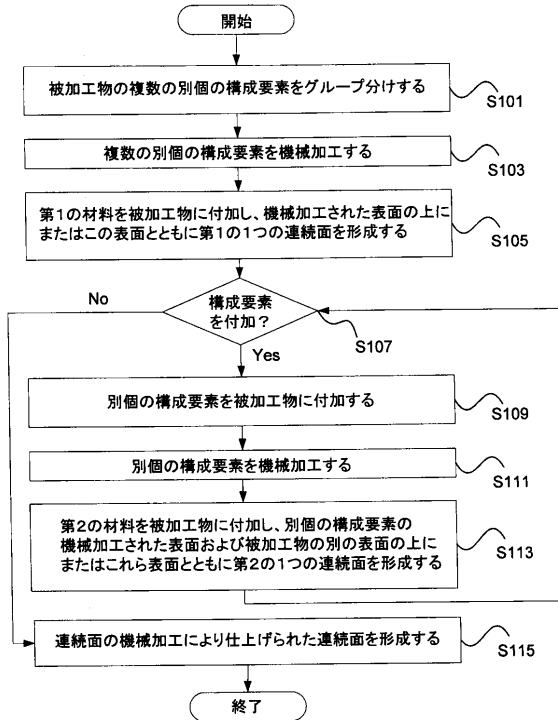 開始
被加工物の複数の別個の構成要素をグループ分けする
S101
複数の別個の構成要素を機械加工する
S103
第1の材料を被加工物に付加し、機械加工された表面の上に
またはこの表面とともに第1の1つの連続面を形成する
S105
No
構成要素
を付加?
S107
Yes
別個の構成要素を被加工物に付加する
S109
別個の構成要素を機械加工する
S111
第2の材料を被加工物に付加し、別個の構成要素の
機械加工された表面および被加工物の別の表面の上に
またはこれら表面とともに第2の1つの連続面を形成する
S113
連続面の機械加工により仕上げられた連続面を形成する
S115
終了